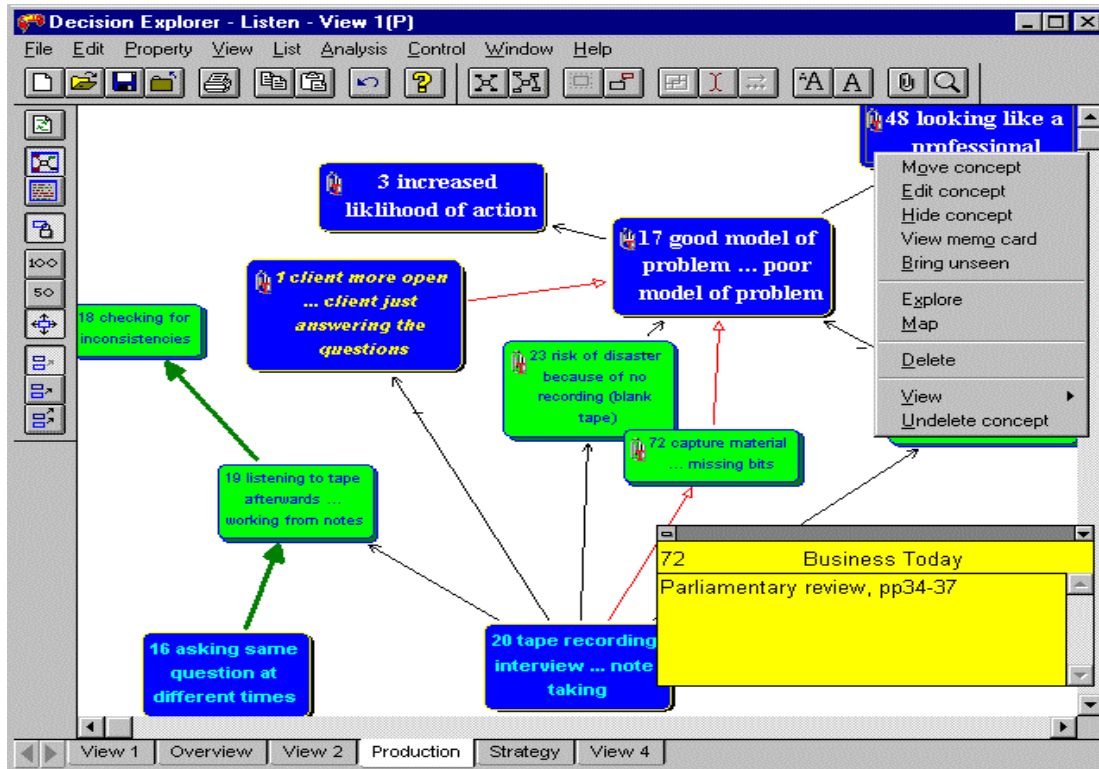 Decision Explorer - Listen - View 1(P)
File Edit Property View List Analysis Control Window Help
48 looking like a
professional
Move concept
Edit concept
Hide concept
View memo card
Bring unseen
Explore
Map
Delete
View
Undelete concept
3 increased
liklihood of action
17 good model of
problem ... poor
model of problem
1 client more open
... client just
answering the
questions
18 checking for
inconsistencies
100
50
23 risk of disaster
because of no
recording (blank
tape)
72 capture material
... missing bits
19 listening to tape
afterwards ...
working from notes
72 Business Today
Parliamentary review, pp34-37
16 asking same
question at
different times
20 tape recording
interview ... note
taking
View 1 Overview View 2 Production Strategy View 4